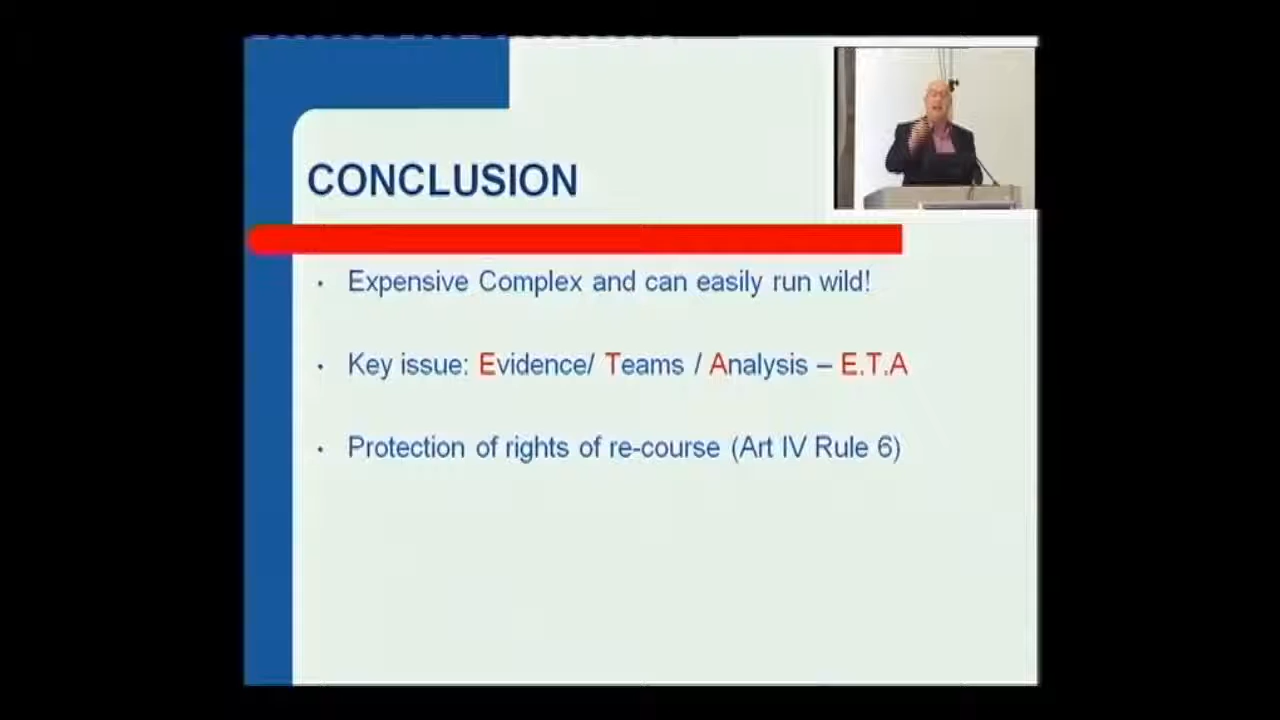 CONCLUSION
Expensive Complex and can easily run wild!
Key issue: Evidence/ Teams / Analysis – E.T.A
Protection of rights of re-course (Art IV Rule 6)